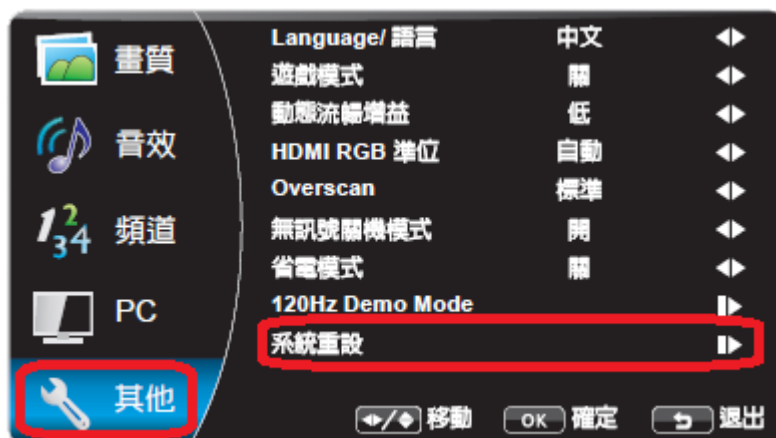 畫質
音效
1234 頻道
PC
其他
Language/ 語言 中文
遊戲模式 關
動態流暢增益 低
HDMI RGB 準位 自動
Overscan 標準
無訊號關機模式 開
省電模式 關
120Hz Demo Mode
系統重設
/ 移動 OK 確定 退出